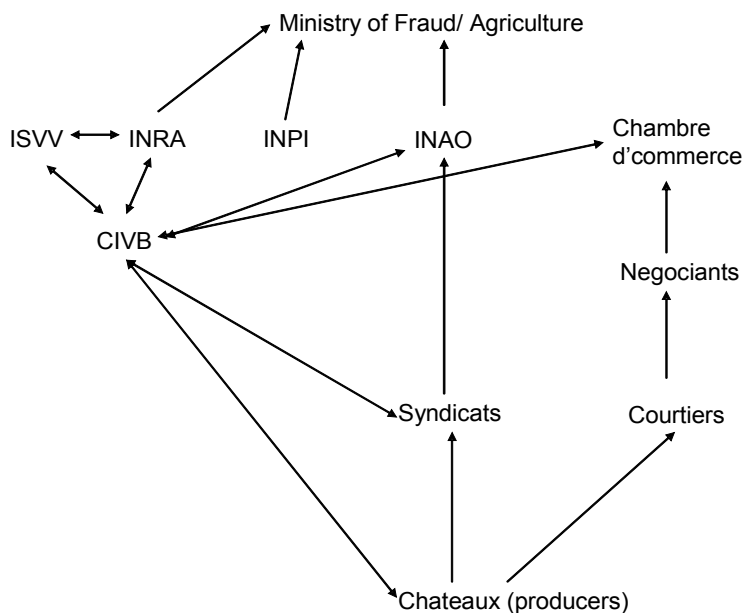 Ministry of Fraud/ Agriculture
ISVV
INRA
INPI
INAO
Chambre
d'commerce
CIVB
Negociants
Syndicats
Courtiers
Chateaux (producers)